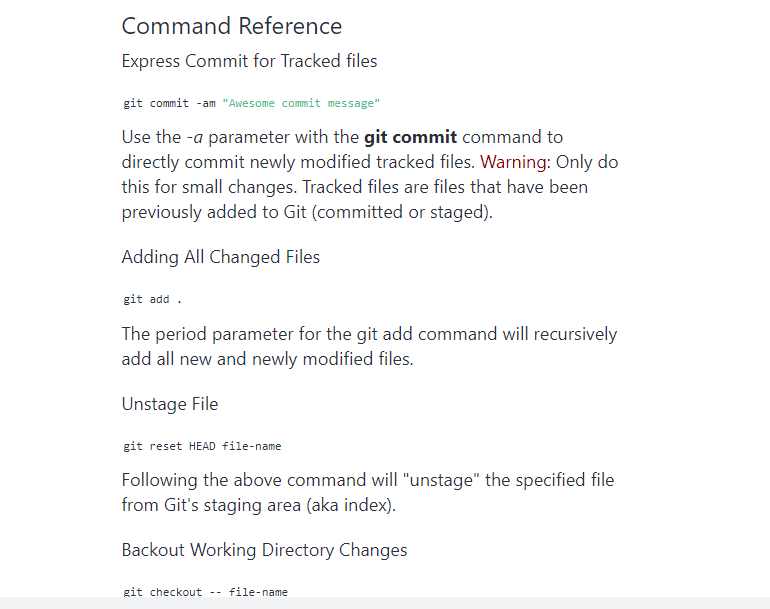 Command Reference
Express Commit for Tracked files
git commit -am "Awesome commit message"
Use the -a parameter with the git commit command to
directly commit newly modified tracked files. Warning: Only do
this for small changes. Tracked files are files that have been
previously added to Git (committed or staged).
Adding All Changed Files
git add .
The period parameter for the git add command will recursively
add all new and newly modified files.
Unstage File
git reset HEAD file-name
Following the above command will "unstage" the specified file
from Git's staging area (aka index).
Backout Working Directory Changes
git checkout -- file-name